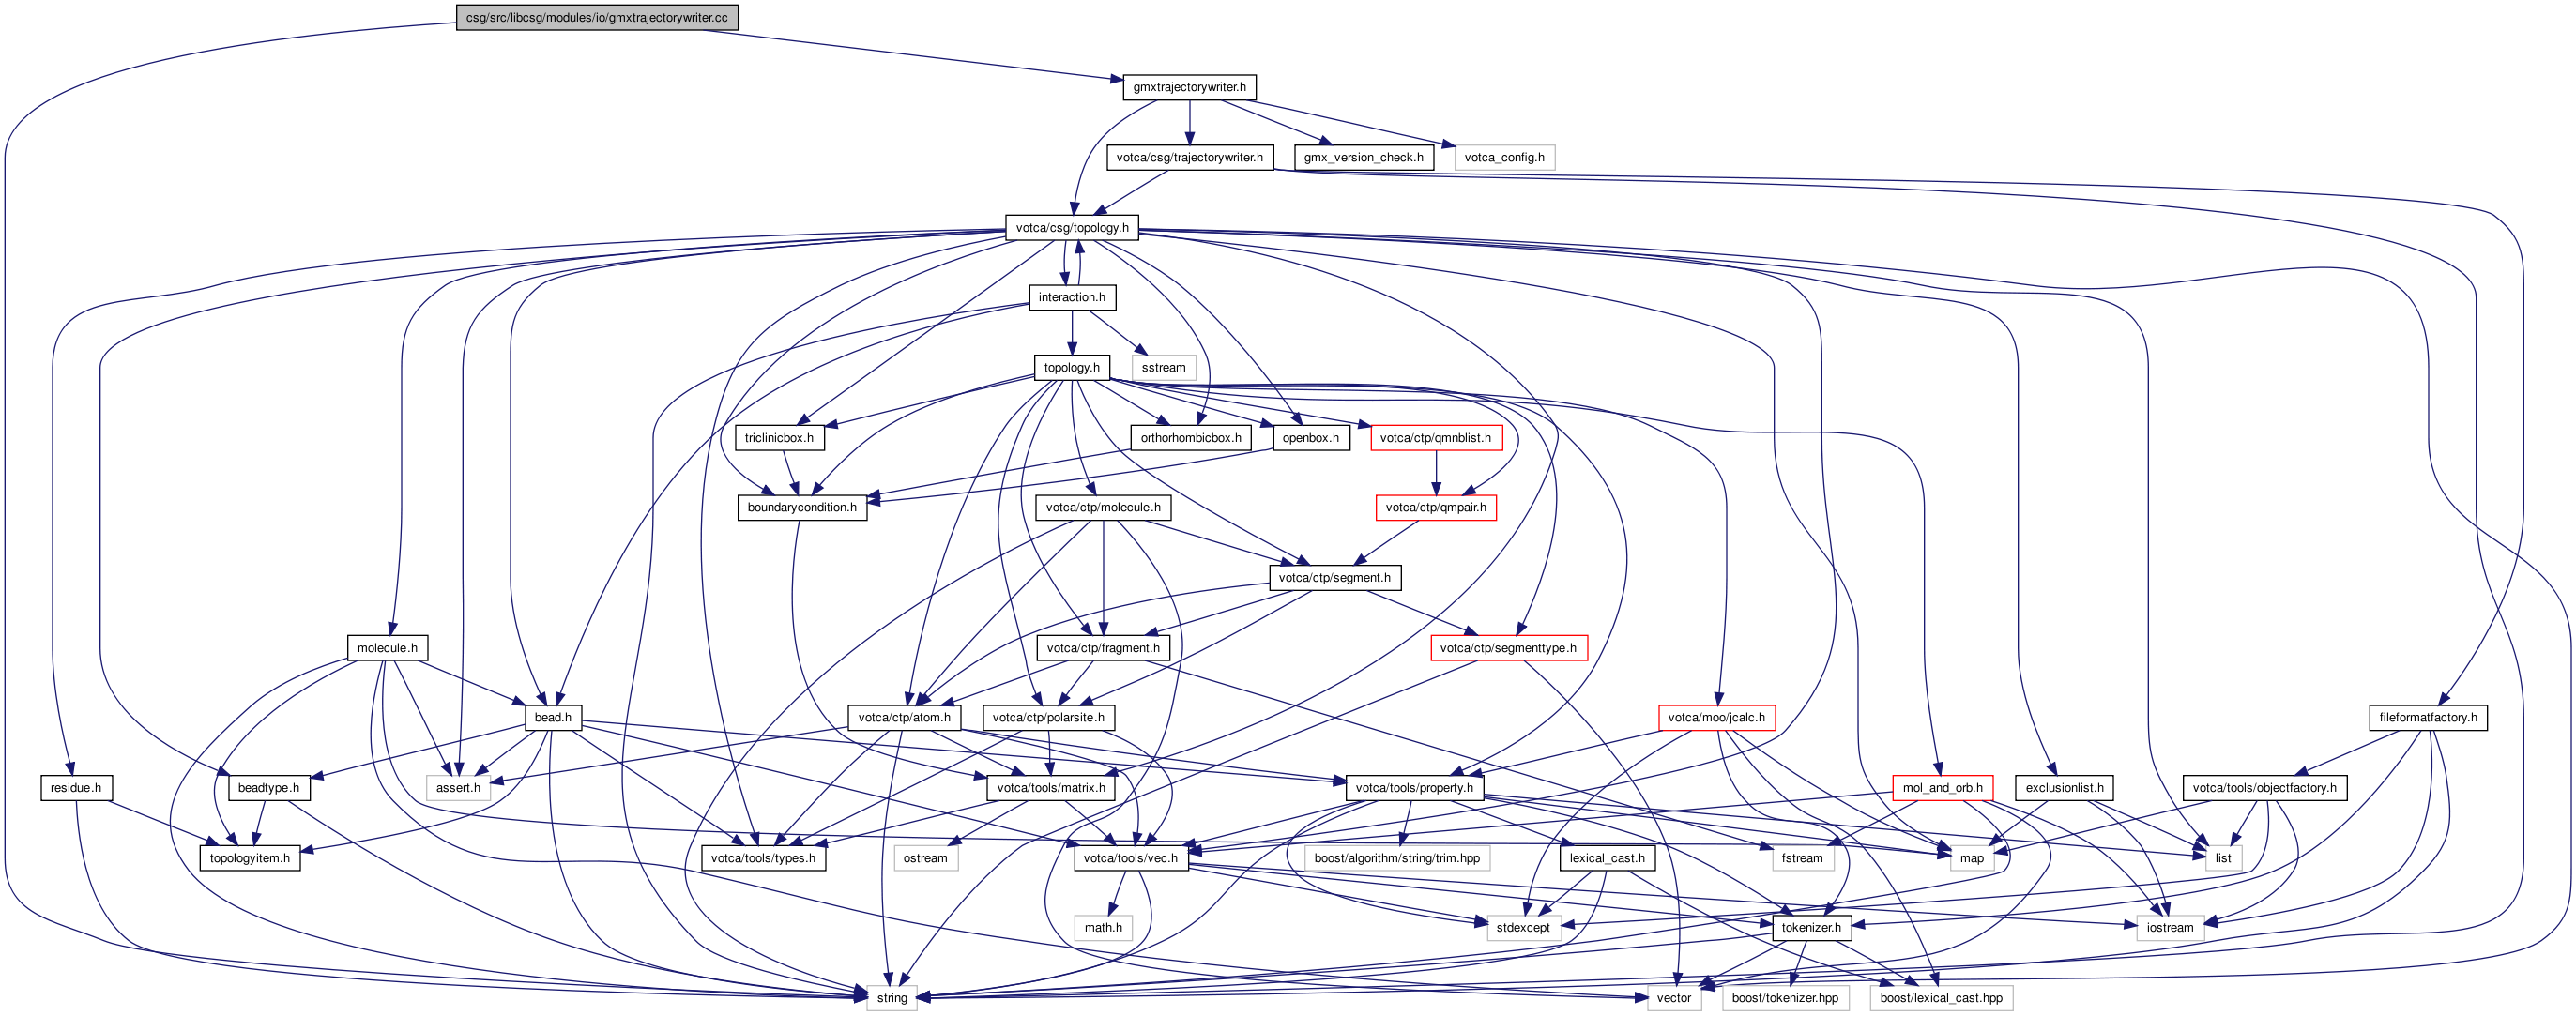 csg/src/libcsg/modules/io/gmxtrajectorywriter.cc
gmxtrajectorywriter.h
votca/csg/trajectorywriter.h
gmx_version_check.h
votca_config.h
votca/csg/topology.h
interaction.h
topology.h
sstream
triclinicbox.h
orthorhombicbox.h
openbox.h
votca/ctp/qmnblist.h
boundarycondition.h
votca/ctp/molecule.h
votca/ctp/qmpair.h
votca/ctp/segment.h
molecule.h
votca/ctp/fragment.h
votca/ctp/segmenttype.h
bead.h
votca/ctp/atom.h
votca/ctp/polarsite.h
votca/moo/jcalc.h
fileformatfactory.h
residue.h
beadtype.h
assert.h
votca/tools/matrix.h
votca/tools/property.h
mol_and_orb.h
exclusionlist.h
votca/tools/objectfactory.h
topologyitem.h
votca/tools/types.h
ostream
votca/tools/vec.h
boost/algorithm/string/trim.hpp
lexical_cast.h
fstream
map
list
math.h
stdexcept
tokenizer.h
iostream
string
vector
boost/tokenizer.hpp
boost/lexical_cast.hpp